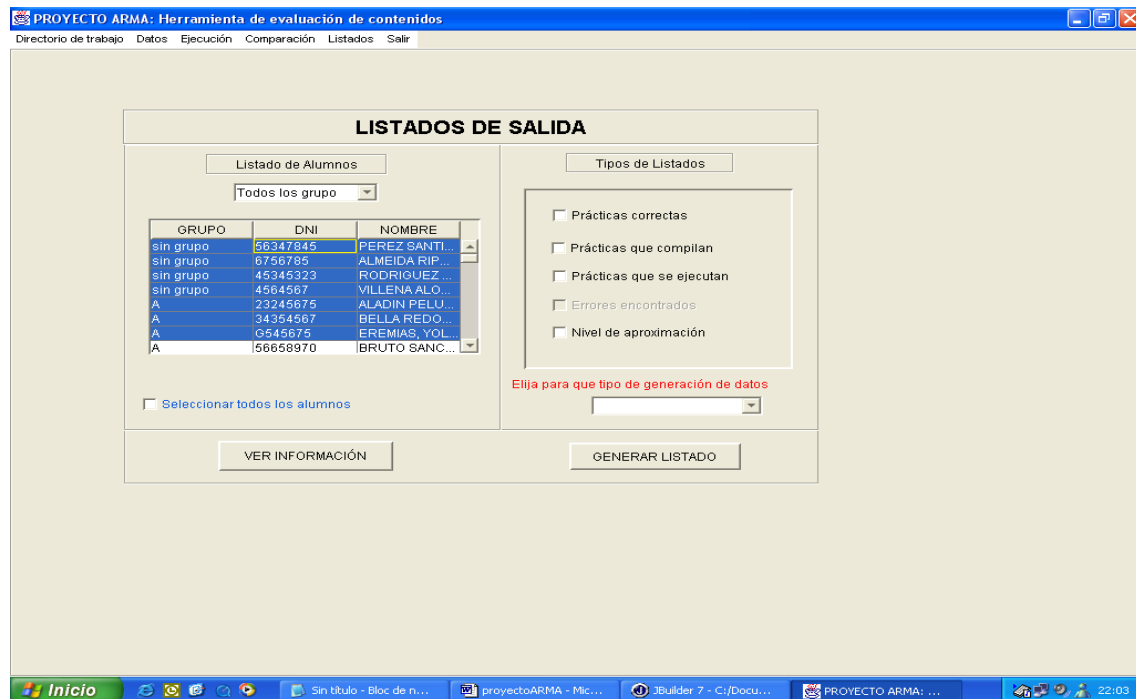 PROYECTO ARMA: Herramienta de evaluación de contenidos
Directorio de trabajo Datos Ejecución Comparación Listados Salir
LISTADOS DE SALIDA
Listado de Alumnos
Todos los grupo
GRUPO DNI NOMBRE
sin grupo 56347845 PEREZ SANTI...
sin grupo 6756785 ALMEIDA RIP...
sin grupo 45345323 RODRIGUEZ ...
sin grupo 4564567 VILLENA ALO...
A 23245675 ALADIN PELU...
A 34354567 BELLA REDO...
A G545675 EREMIAS, YOL...
A 56658970 BRUTO SANC...
Seleccionar todos los alumnos
VER INFORMACIÓN
Tipos de Listados
Prácticas correctas
Prácticas que compilan
Prácticas que se ejecutan
Errores encontrados
Nivel de aproximación
Elija para que tipo de generación de datos
GENERAR LISTADO
Inicio
Sin título - Bloc de n...
proyectoARMA - Mic...
JBuilder 7 - C:/Docu...
PROYECTO ARMA: ...
22:03